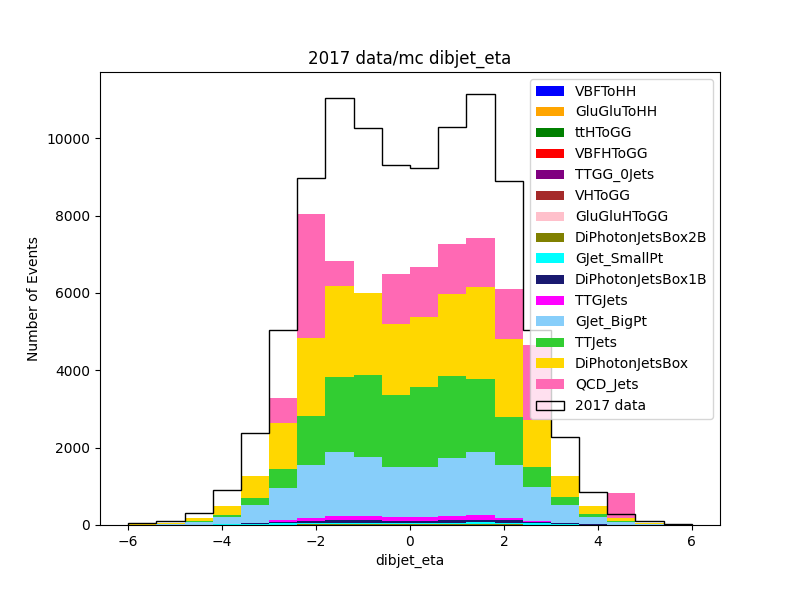 2017 data/mc dibjet_eta
Number of Events
10000
8000
6000
4000
2000
0
−6
−4
−2
0
2
4
6
dibjet_eta
VBFToHH
GluGluToHH
ttHToGG
VBFHToGG
TTGG_0Jets
VHToGG
GluGluHToGG
DiPhotonJetsBox2B
GJet_SmallPt
DiPhotonJetsBox1B
TTGJets
GJet_BigPt
TTJets
DiPhotonJetsBox
QCD_Jets
2017 data